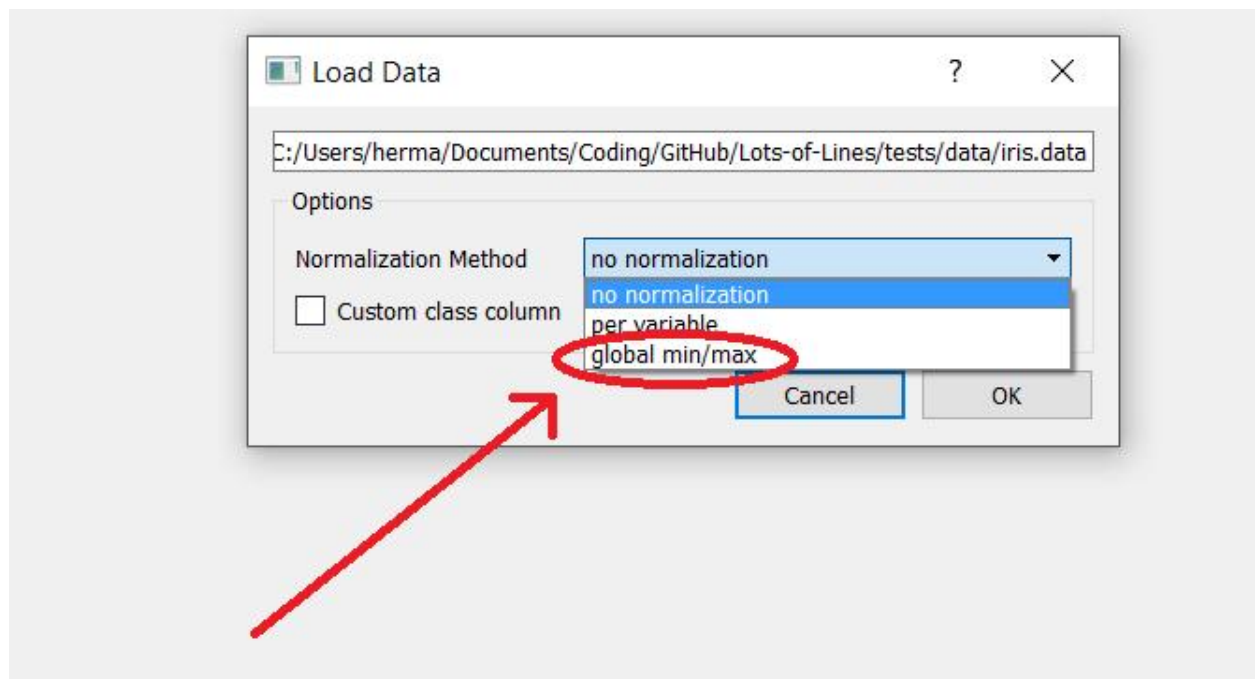 Load Data
?
C:/Users/herma/Documents/Coding/GitHub/Lots-of-Lines/tests/data/iris.data
Options
Normalization Method
no normalization
no normalization
per variable
global min/max
Custom class column
Cancel
OK